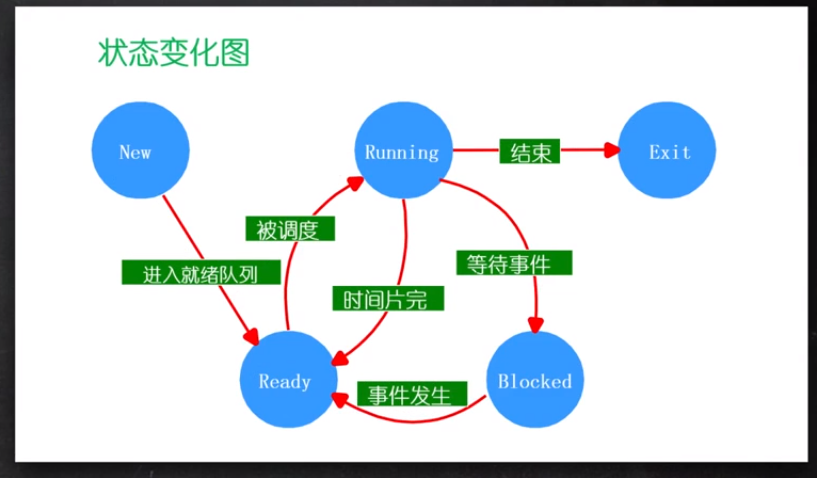 状态变化图
New
Running
结束
Exit
被调度
进入就绪队列
等待事件
时间片完
Ready
事件发生
Blocked